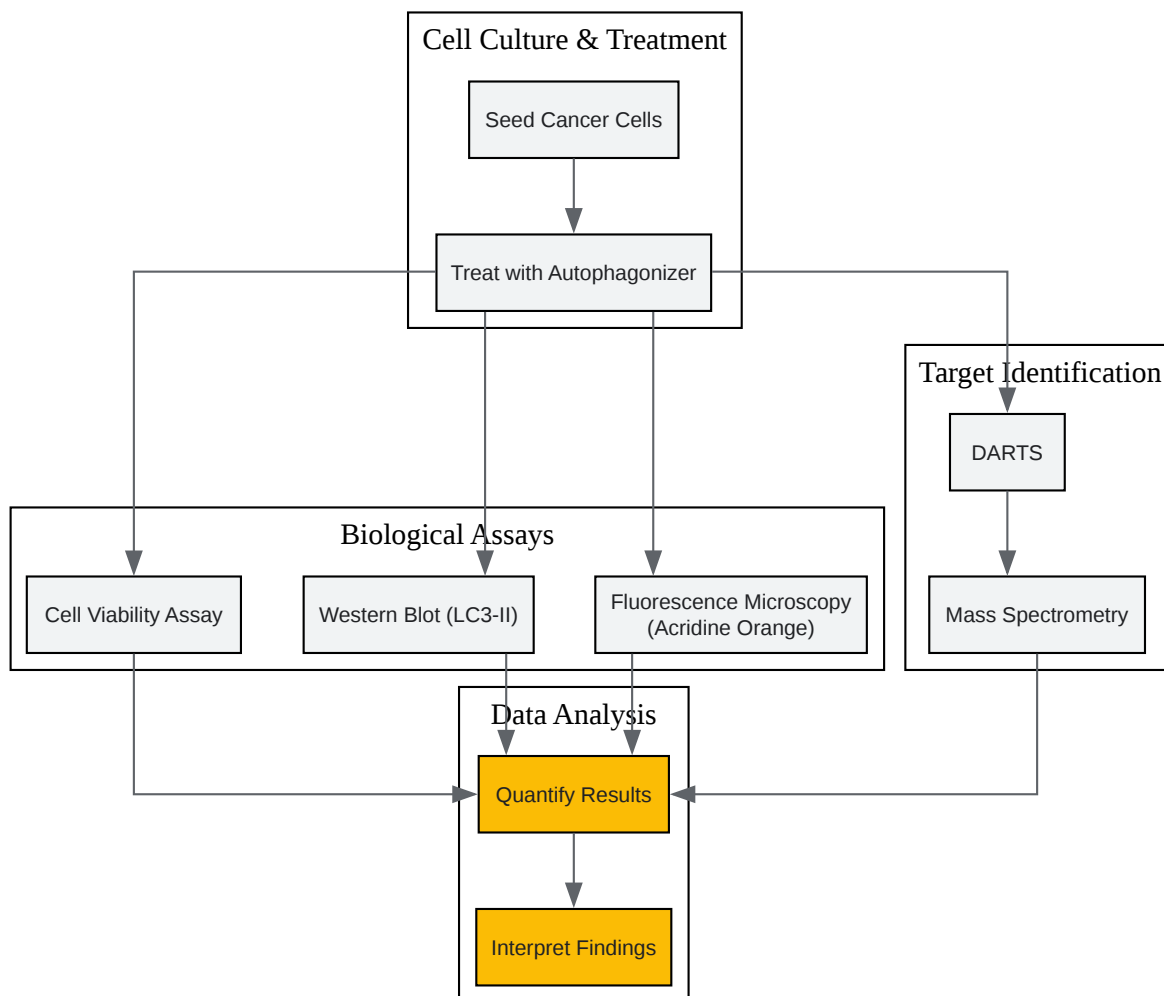 Cell Culture & Treatment
Seed Cancer Cells
Treat with Autophagonizer
Target Identification
DARTS
Biological Assays
Cell Viability Assay
Western Blot (LC3-II)
Fluorescence Microscopy
(Acridine Orange)
Mass Spectrometry
Data Analysis
Quantify Results
Interpret Findings